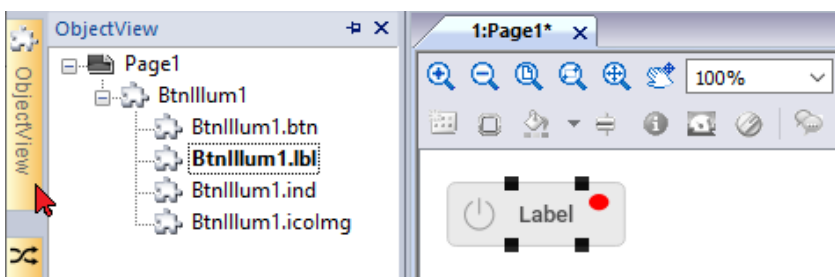 ObjectView
ObjectView
Page1
BtnIllum1
BtnIllum1.btn
BtnIllum1.lbl
BtnIllum1.ind
BtnIllum1.icoImg
1:Page1*
100%
Label